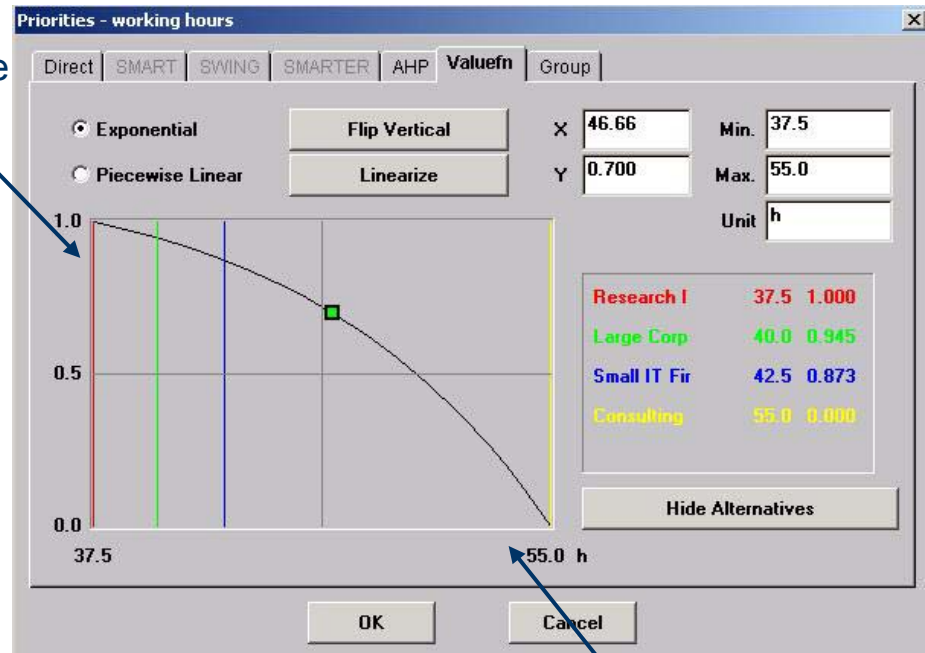 Priorities - working hours
Direct SMART SWING SMARTER AHP Valuefn Group
Exponential Flip Vertical X 46.66 Min. 37.5
Piecewise Linear Linearize Y 0.700 Max. 55.0
Unit h
1.0
0.5
0.0
37.5 55.0 h
Research I 37.5 1.000
Large Corp 40.0 0.945
Small IT Fir 42.5 0.873
Consulting 55.0 0.000
Hide Alternatives
OK Cancel